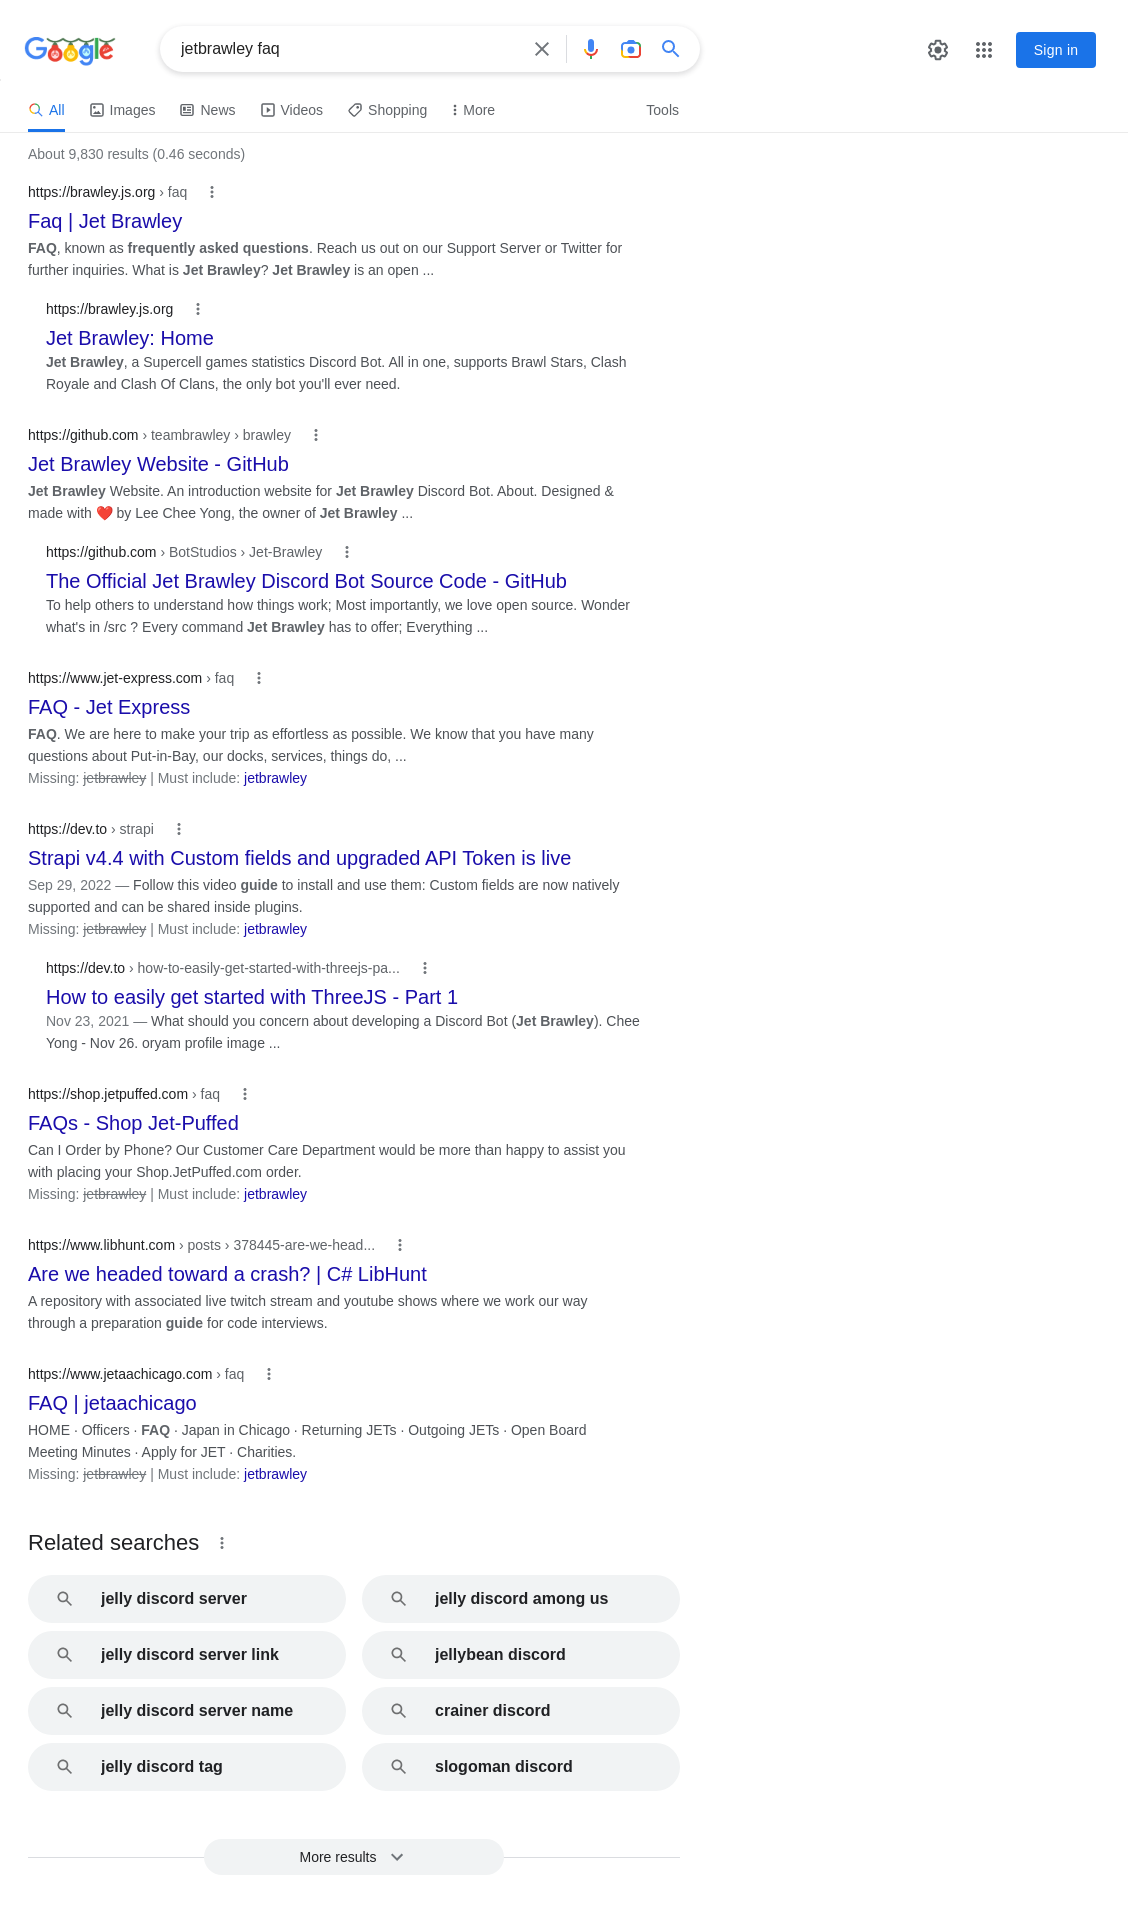 Google
jetbrawley faq
Sign in
All
Images
News
Videos
Shopping
More
Tools
About 9,830 results (0.46 seconds)
https://brawley.js.org › faq
Faq | Jet Brawley
FAQ, known as frequently asked questions. Reach us out on our Support Server or Twitter for
further inquiries. What is Jet Brawley? Jet Brawley is an open ...
https://brawley.js.org
Jet Brawley: Home
Jet Brawley, a Supercell games statistics Discord Bot. All in one, supports Brawl Stars, Clash
Royale and Clash Of Clans, the only bot you'll ever need.
https://github.com › teambrawley › brawley
Jet Brawley Website - GitHub
Jet Brawley Website. An introduction website for Jet Brawley Discord Bot. About. Designed &
made with ❤️ by Lee Chee Yong, the owner of Jet Brawley ...
https://github.com › BotStudios › Jet-Brawley
The Official Jet Brawley Discord Bot Source Code - GitHub
To help others to understand how things work; Most importantly, we love open source. Wonder
what's in /src ? Every command Jet Brawley has to offer; Everything ...
https://www.jet-express.com › faq
FAQ - Jet Express
FAQ. We are here to make your trip as effortless as possible. We know that you have many
questions about Put-in-Bay, our docks, services, things do, ...
Missing: jetbrawley | Must include: jetbrawley
https://dev.to › strapi
Strapi v4.4 with Custom fields and upgraded API Token is live
Sep 29, 2022 — Follow this video guide to install and use them: Custom fields are now natively
supported and can be shared inside plugins.
Missing: jetbrawley | Must include: jetbrawley
https://dev.to › how-to-easily-get-started-with-threejs-pa...
How to easily get started with ThreeJS - Part 1
Nov 23, 2021 — What should you concern about developing a Discord Bot (Jet Brawley). Chee
Yong - Nov 26. oryam profile image ...
https://shop.jetpuffed.com › faq
FAQs - Shop Jet-Puffed
Can I Order by Phone? Our Customer Care Department would be more than happy to assist you
with placing your Shop.JetPuffed.com order.
Missing: jetbrawley | Must include: jetbrawley
https://www.libhunt.com › posts › 378445-are-we-head...
Are we headed toward a crash? | C# LibHunt
A repository with associated live twitch stream and youtube shows where we work our way
through a preparation guide for code interviews.
https://www.jetaachicago.com › faq
FAQ | jetaachicago
HOME · Officers · FAQ · Japan in Chicago · Returning JETs · Outgoing JETs · Open Board
Meeting Minutes · Apply for JET · Charities.
Missing: jetbrawley | Must include: jetbrawley
Related searches
jelly discord server
jelly discord among us
jelly discord server link
jellybean discord
jelly discord server name
crainer discord
jelly discord tag
slogoman discord
More results